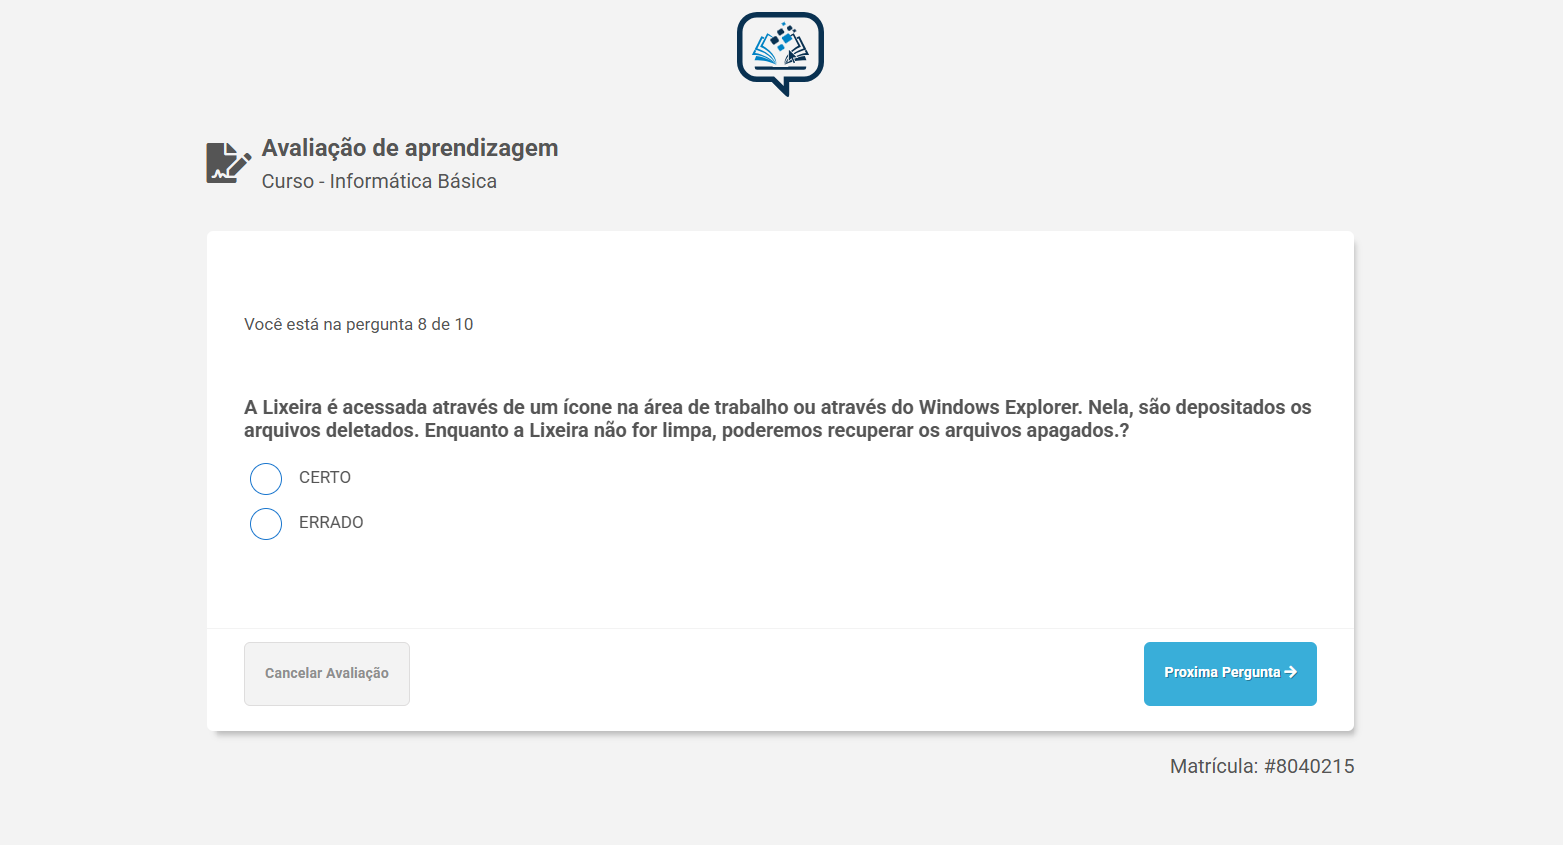 Avaliação de aprendizagem
Curso - Informática Básica
Você está na pergunta 8 de 10
A Lixeira é acessada através de um ícone na área de trabalho ou através do Windows Explorer. Nela, são depositados os
arquivos deletados. Enquanto a Lixeira não for limpa, poderemos recuperar os arquivos apagados.?
CERTO
ERRADO
Cancelar Avaliação
Proxima Pergunta
Matrícula: #8040215